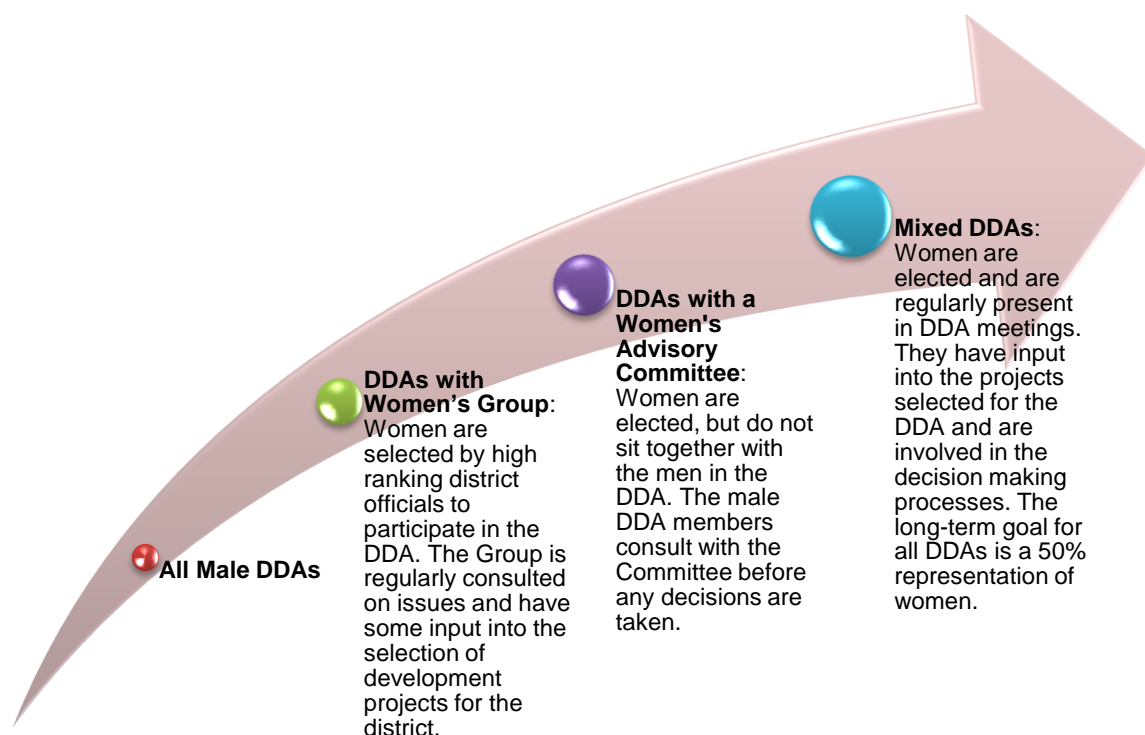 All Male DDAs
DDAs with
Women’s Group:
Women are
selected by high
ranking district
officials to
participate in the
DDA. The Group is
regularly consulted
on issues and have
some input into the
selection of
development
projects for the
district.
DDAs with a
Women's
Advisory
Committee:
Women are
elected, but do not
sit together with
the men in the
DDA. The male
DDA members
consult with the
Committee before
any decisions are
taken.
Mixed DDAs:
Women are
elected and are
regularly present
in DDA meetings.
They have input
into the projects
selected for the
DDA and are
involved in the
decision making
processes. The
long-term goal for
all DDAs is a 50%
representation of
women.